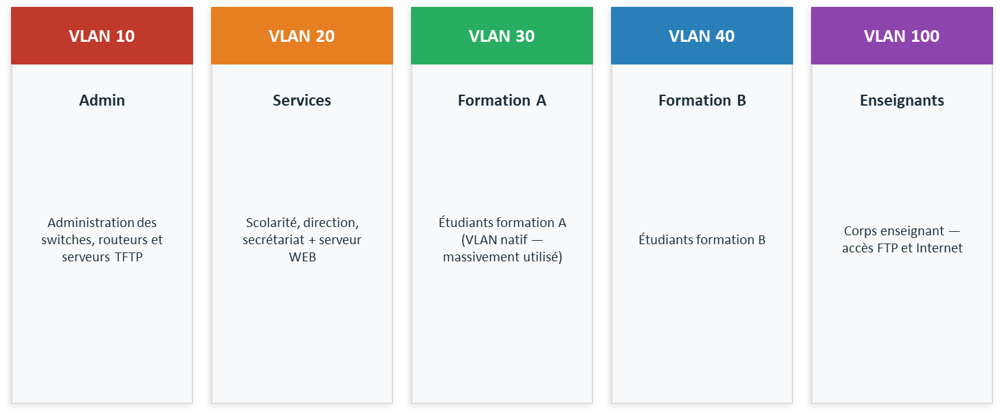 VLAN 10
Admin
Administration des
switches, routeurs et
serveurs TFTP
VLAN 20
Services
Scolarité, direction,
secrétariat + serveur
WEB
VLAN 30
Formation A
Étudiants formation A
(VLAN natif —
massivement utilisé)
VLAN 40
Formation B
Étudiants formation B
VLAN 100
Enseignants
Corps enseignant —
accès FTP et Internet